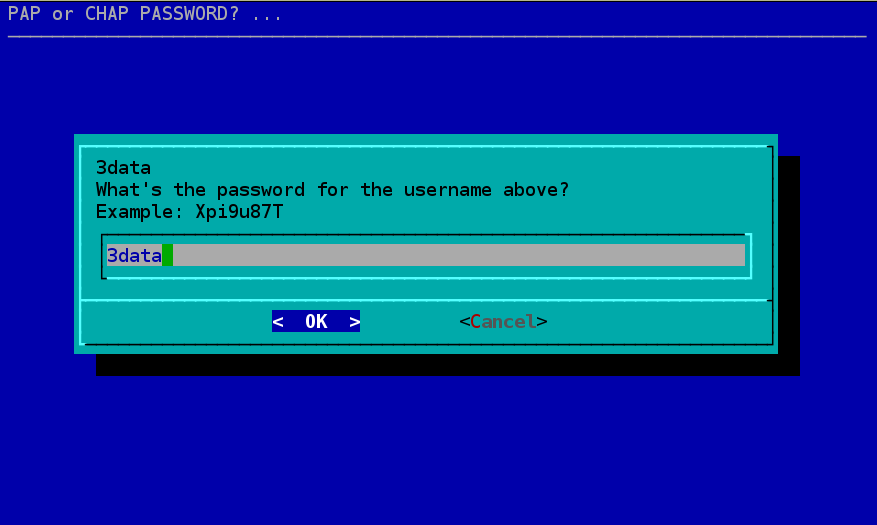 PAP or CHAP PASSWORD? ...
3data
What's the password for the username above?
Example: Xpi9u87T
3data
<  OK  > <Cancel>